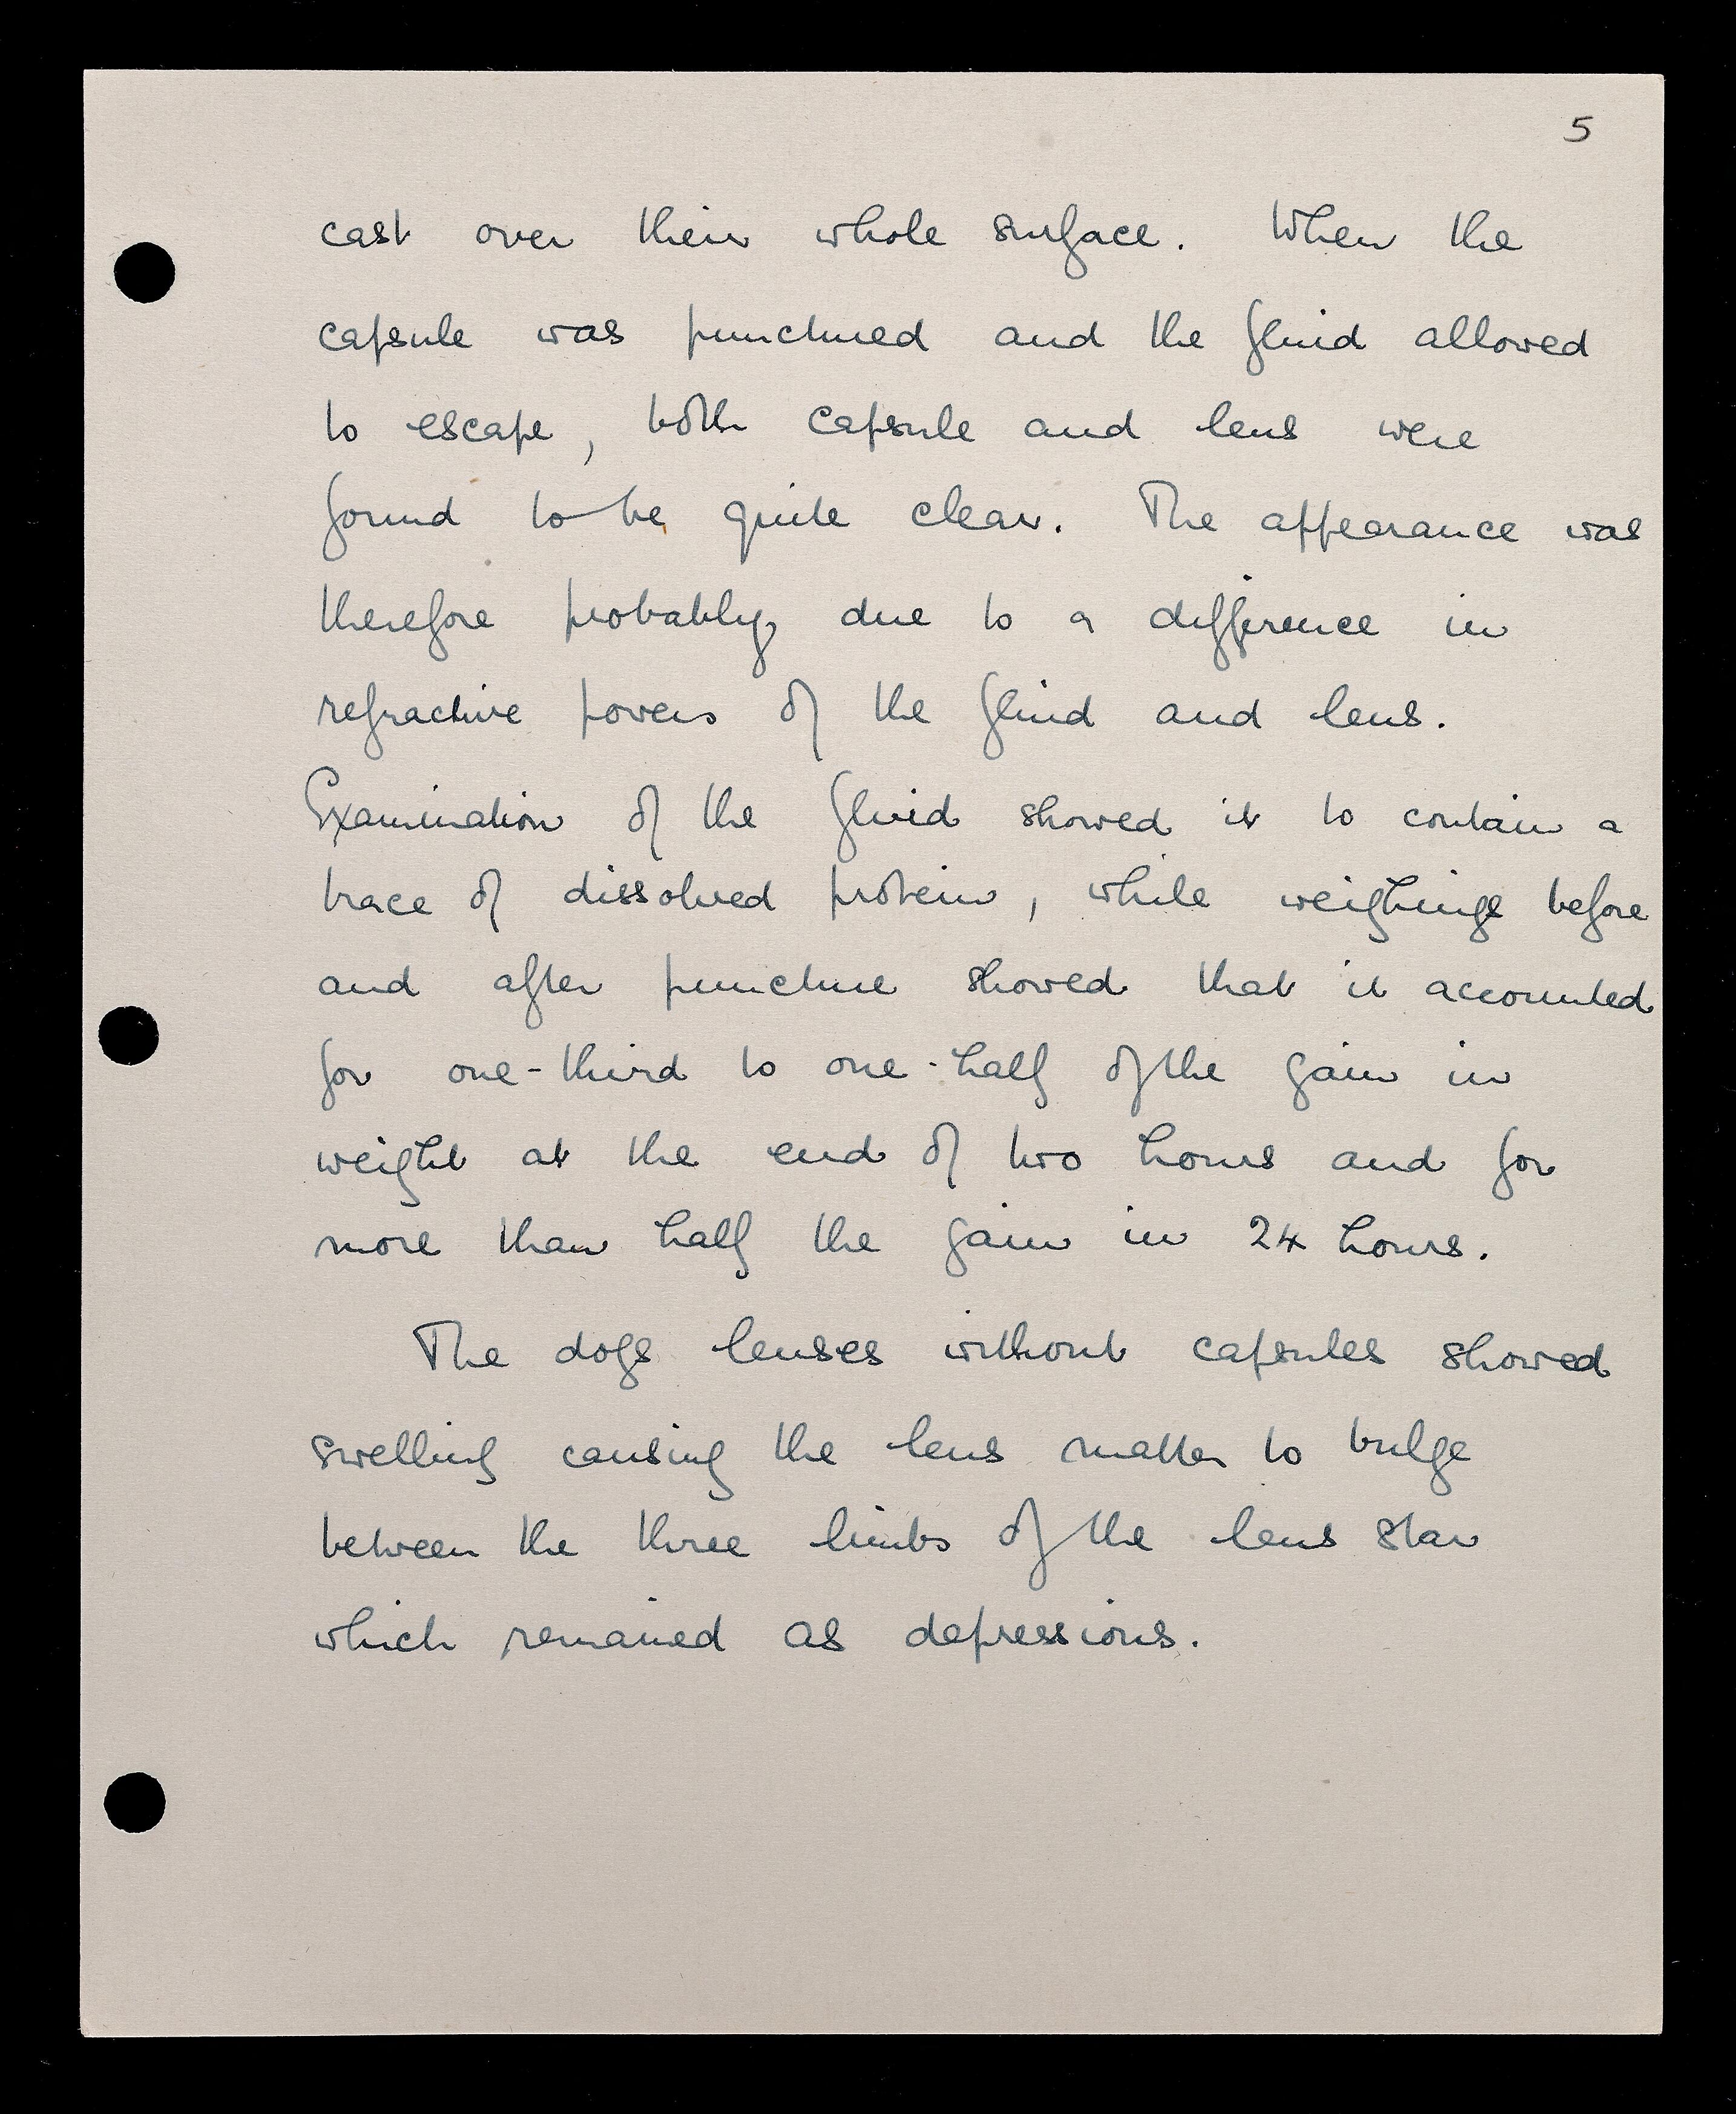 5
cast over their whole surface. When the
capsule was punctured and the fluid allowed
to escape, both capsule and lens were
found to be quite clear. The appearance was
therefore probably due to a difference in
refractive powers of the fluid and lens.
Examination of the fluid showed it to contain a
trace of dissolved protein, while weighings before
and after puncture showed that it accounted
for one-third to one-half of the gain in
weight at the end of two hours and for
more than half the gain in 24 hours.
The dogs lenses without capsules showed
swelling causing the lens matter to bulge
between the three limbs of the lens star
which remained as depressions.